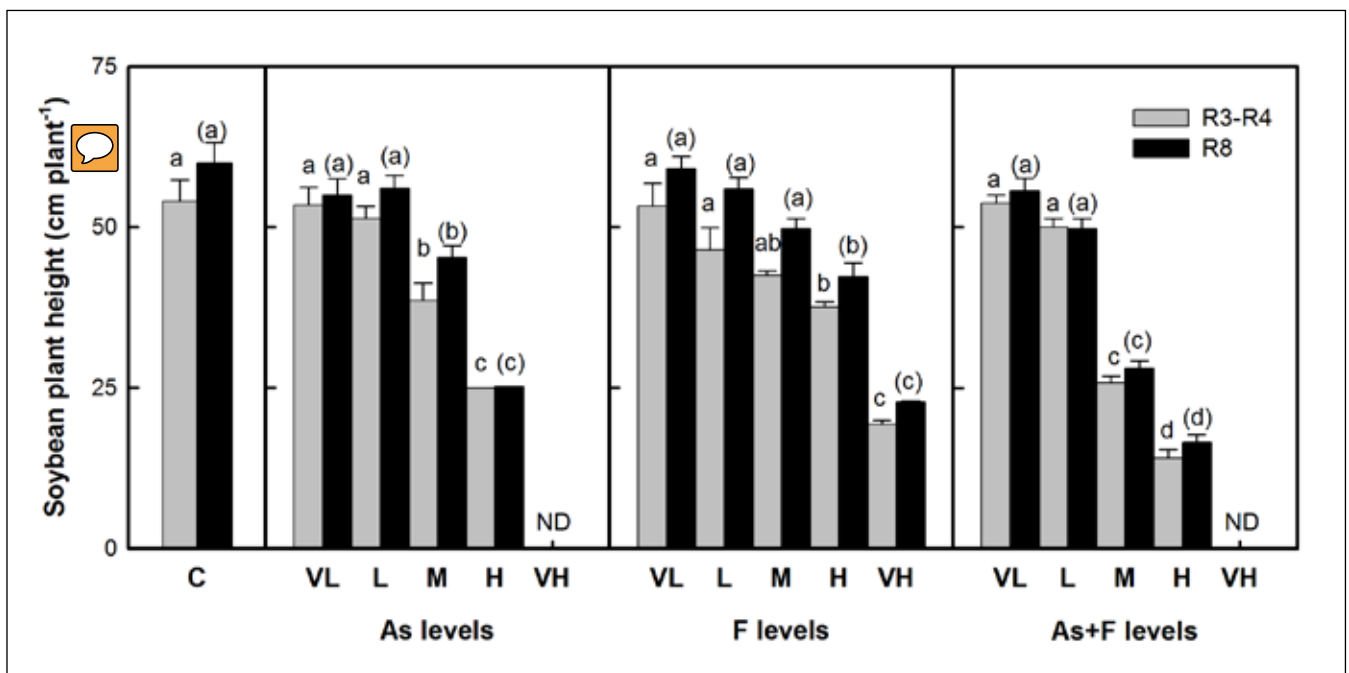 Soybean plant height (cm plant⁻¹)
75
50
25
0
R3-R4
R8
a (a)
a (a) a (a) b (b) c (c) ND
a (a) a (a) ab (a) b (b) c (c)
a (a) a (a) c (c) d (d) ND
C VL L M H VH VL L M H VH VL L M H VH
As levels F levels As+F levels